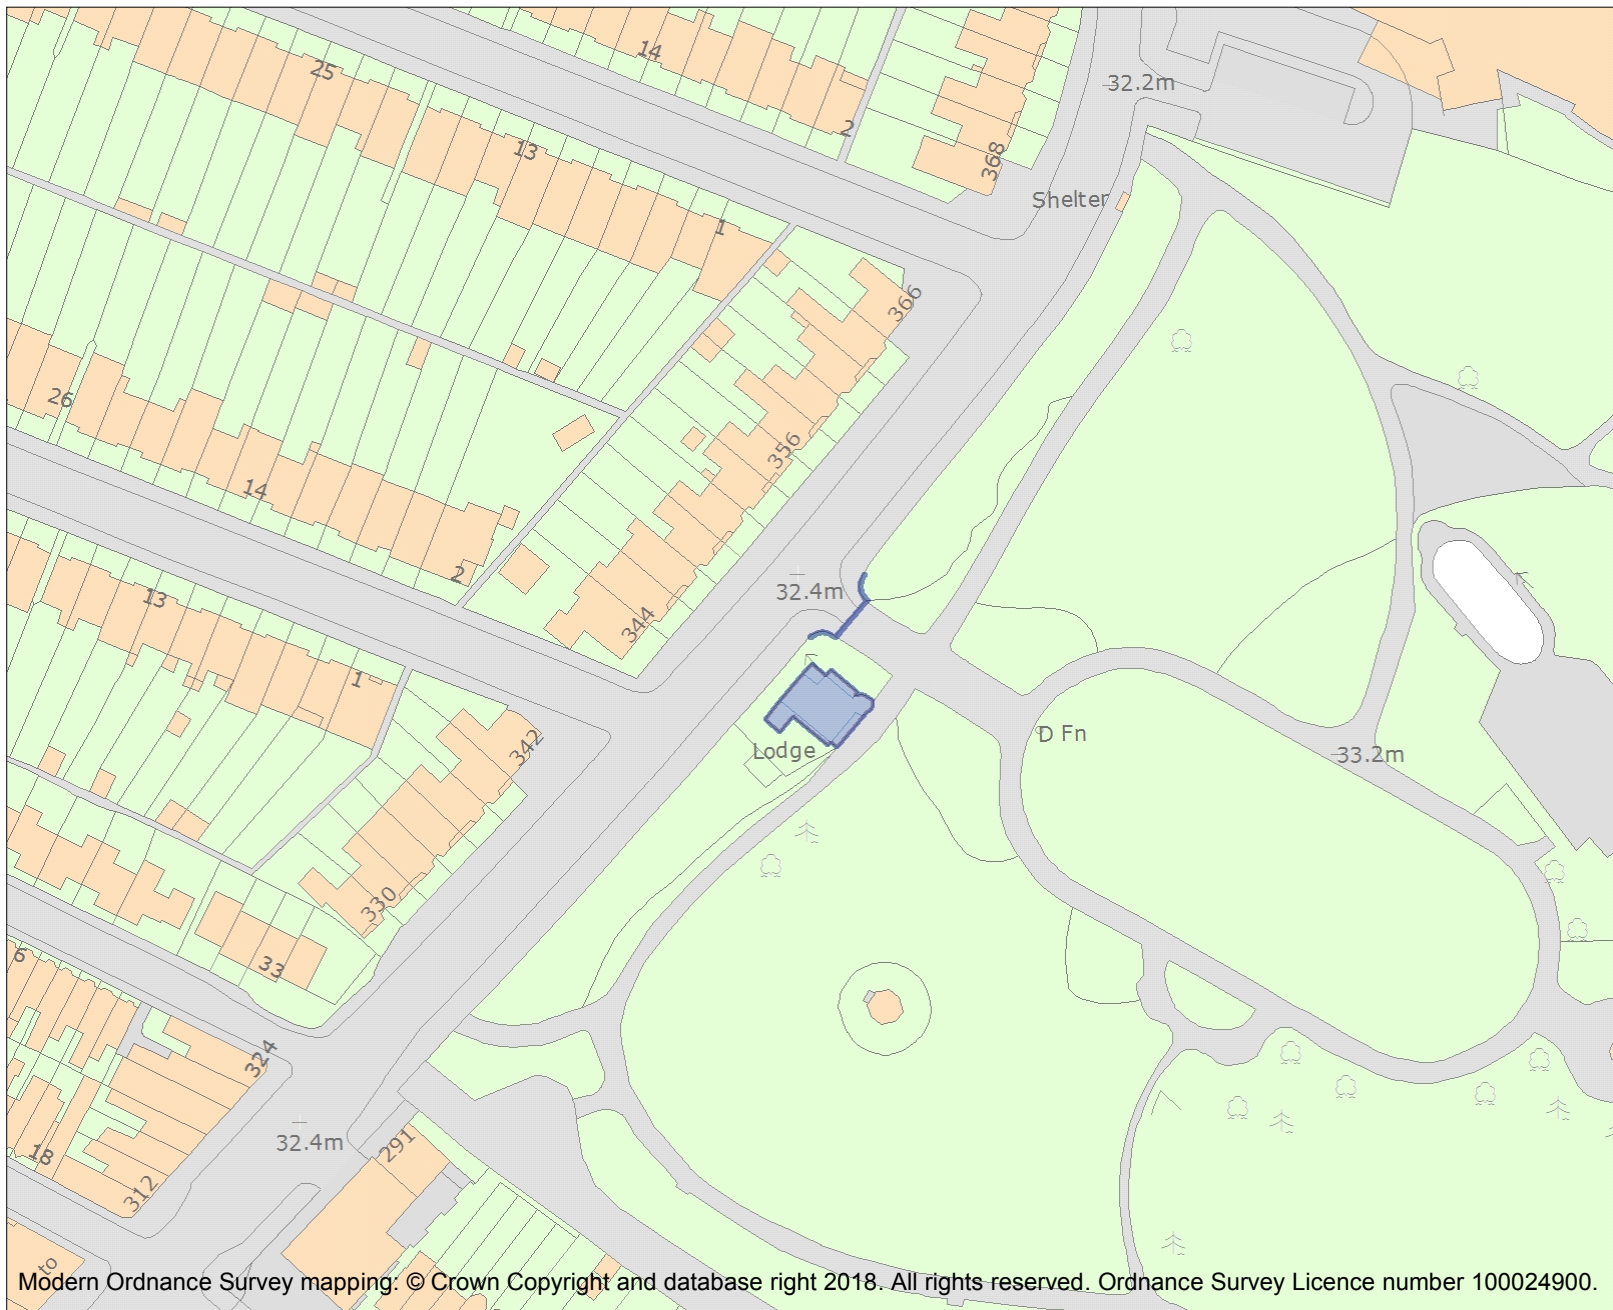 14
25
32.2m
2
13
368
Shelter
1
366
26
356
14
2
32.4m
13
344
1
D Fn
342
Lodge
33.2m
330
6
33
324
32.4m
291
18
312
to
Modern Ordnance Survey mapping: © Crown Copyright and database right 2018. All rights reserved. Ordnance Survey Licence number 100024900.